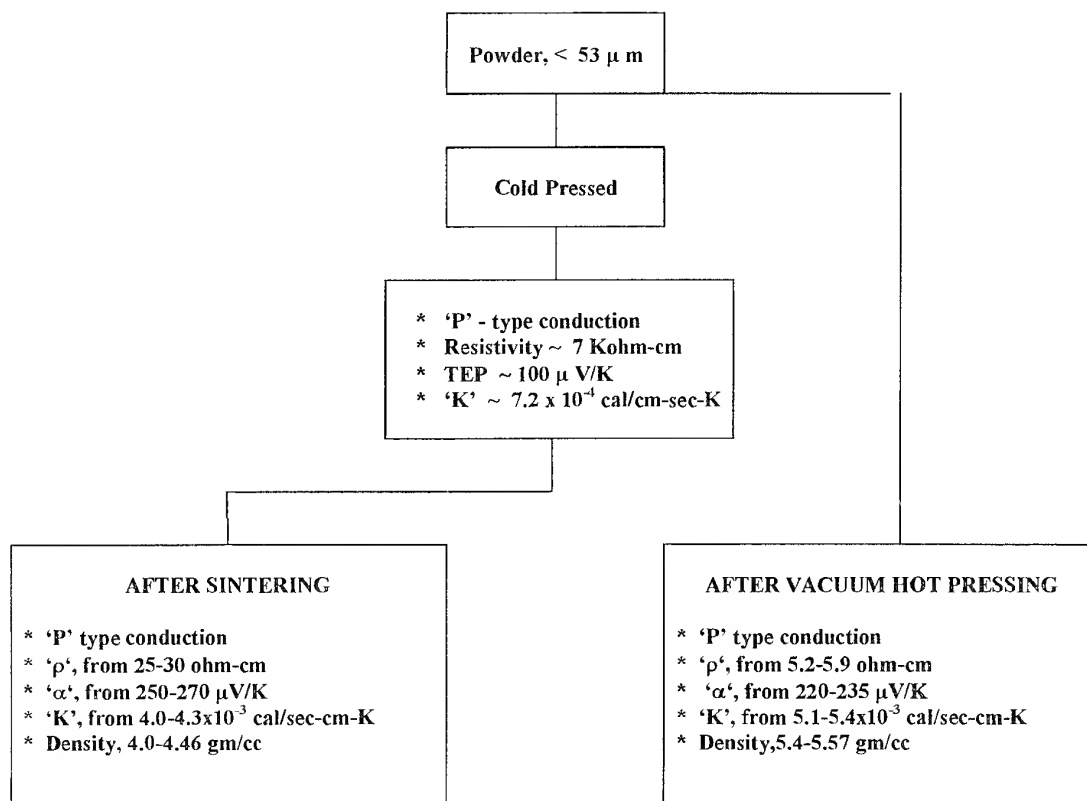 Powder, < 53 μ m
Cold Pressed
* ‘P’ - type conduction
* Resistivity ~ 7 Kohm-cm
* TEP ~ 100 μ V/K
* ‘K’ ~ 7.2 x 10⁻⁴ cal/cm-sec-K
AFTER SINTERING
* ‘P’ type conduction
* ‘ρ‘, from 25-30 ohm-cm
* ‘α‘, from 250-270 μV/K
* ‘K’, from 4.0-4.3x10⁻³ cal/sec-cm-K
* Density, 4.0-4.46 gm/cc
AFTER VACUUM HOT PRESSING
* ‘P’ type conduction
* ‘ρ‘, from 5.2-5.9 ohm-cm
* ‘α‘, from 220-235 μV/K
* ‘K’, from 5.1-5.4x10⁻³ cal/sec-cm-K
* Density,5.4-5.57 gm/cc